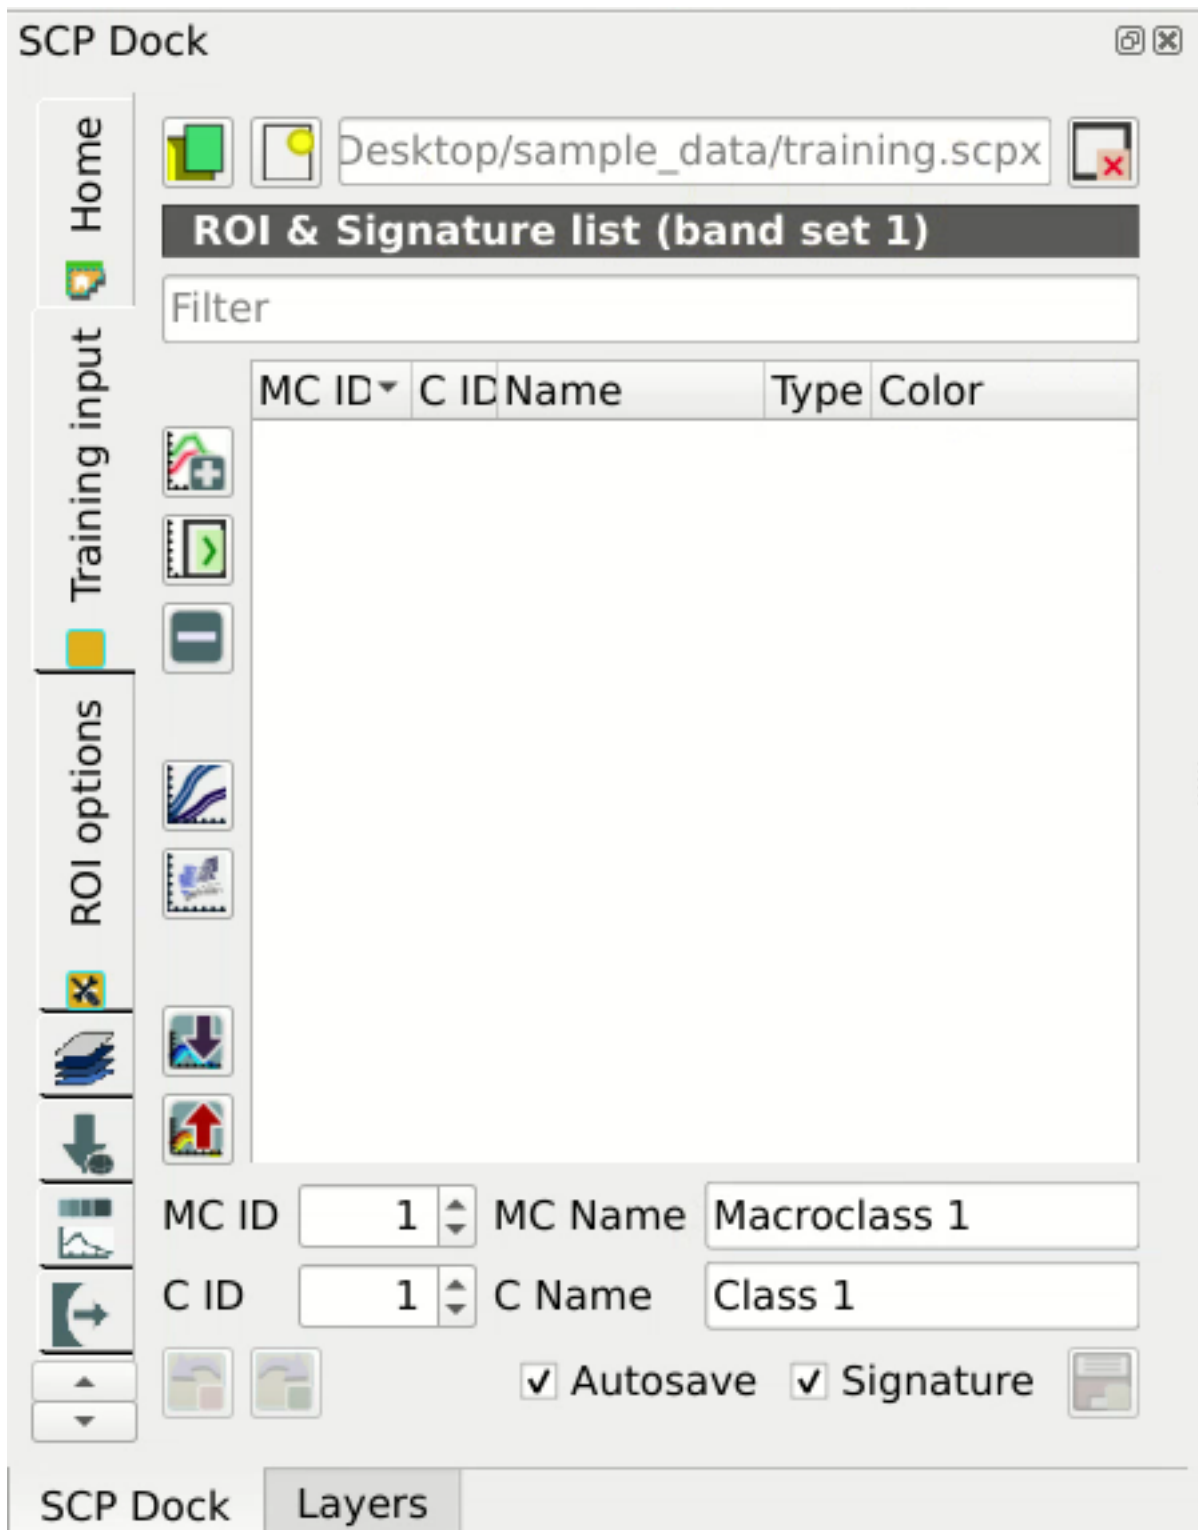 SCP Dock
Home
Training input
ROI options
Desktop/sample_data/training.scpx
ROI & Signature list (band set 1)
Filter
MC ID C ID Name Type Color
MC ID 1 MC Name Macroclass 1
C ID 1 C Name Class 1
Autosave Signature
SCP Dock Layers